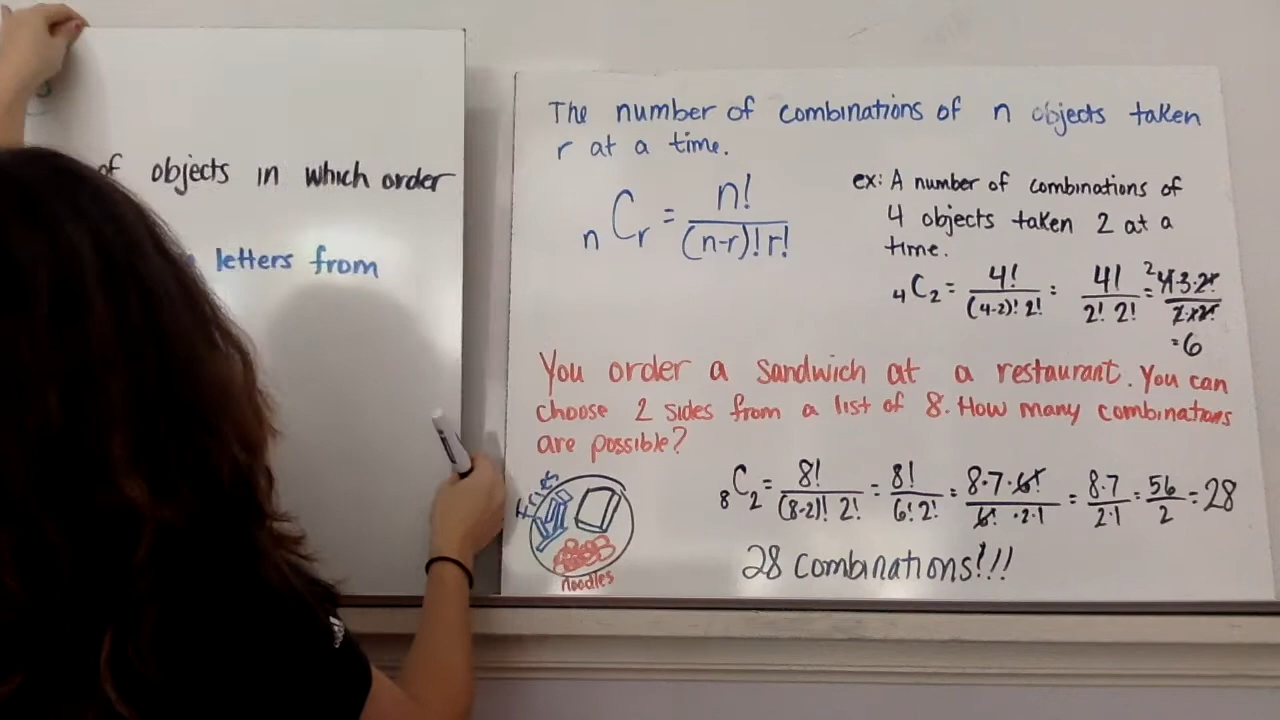 of objects in which order
letters from
The number of combinations of n objects taken
r at a time.
nCr = n!/(n-r)!r!
ex: A number of combinations of
4 objects taken 2 at a
time.
4C2 = 4!/(4-2)! 2! = 4!/2! 2! = 2 4·3·2!/2·1·2!
=6
You order a sandwich at a restaurant. You can
choose 2 sides from a list of 8. How many combinations
are possible?
8C2 = 8!/(8-2)! 2! = 8!/6! 2! = 8·7·6!/6!·2·1 = 8·7/2·1 = 56/2 = 28
28 combinations!!!
Fries
noodles
adidas